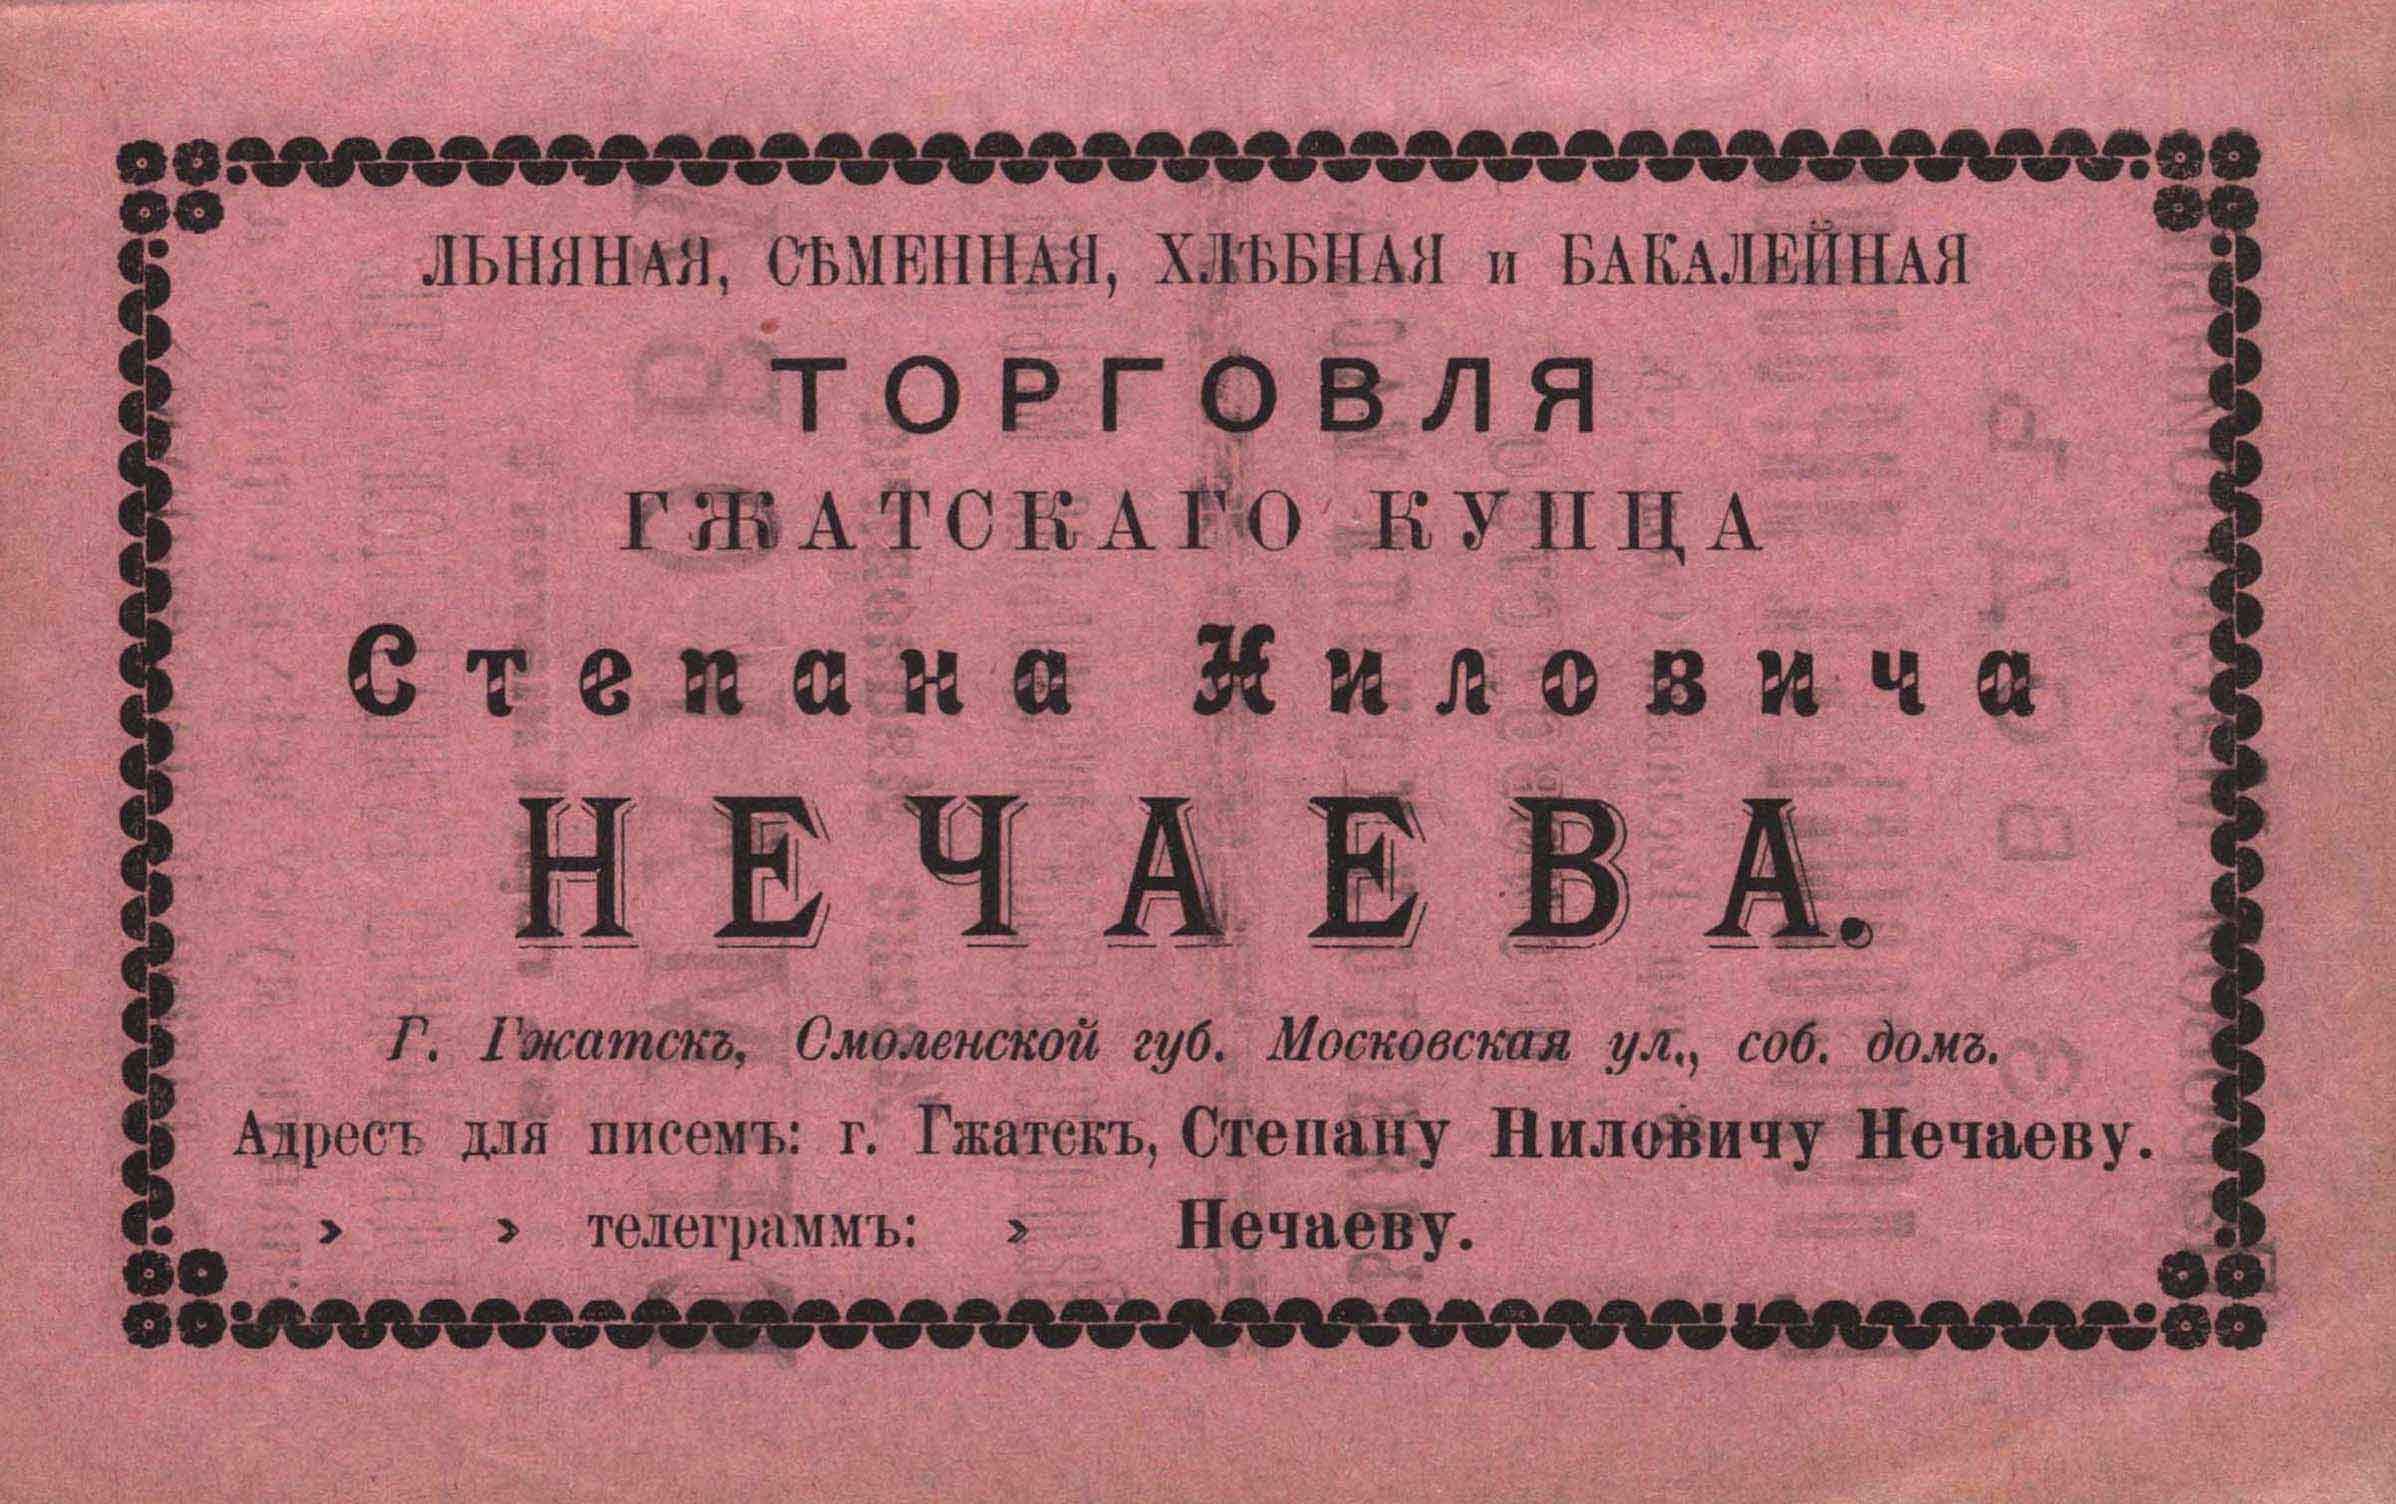 ЛЬНЯНАЯ, СѢМЕННАЯ, ХЛѢБНАЯ и БАКАЛЕЙНАЯ
ТОРГОВЛЯ
ГЖАТСКАГО КУПЦА
Степана Ниловича
НЕЧАЕВА.
Г. Гжатскъ, Смоленской губ. Московская ул., соб. домъ.
Адресъ для писемъ: г. Гжатскъ, Степану Ниловичу Нечаеву.
» » телеграммъ: » Нечаеву.